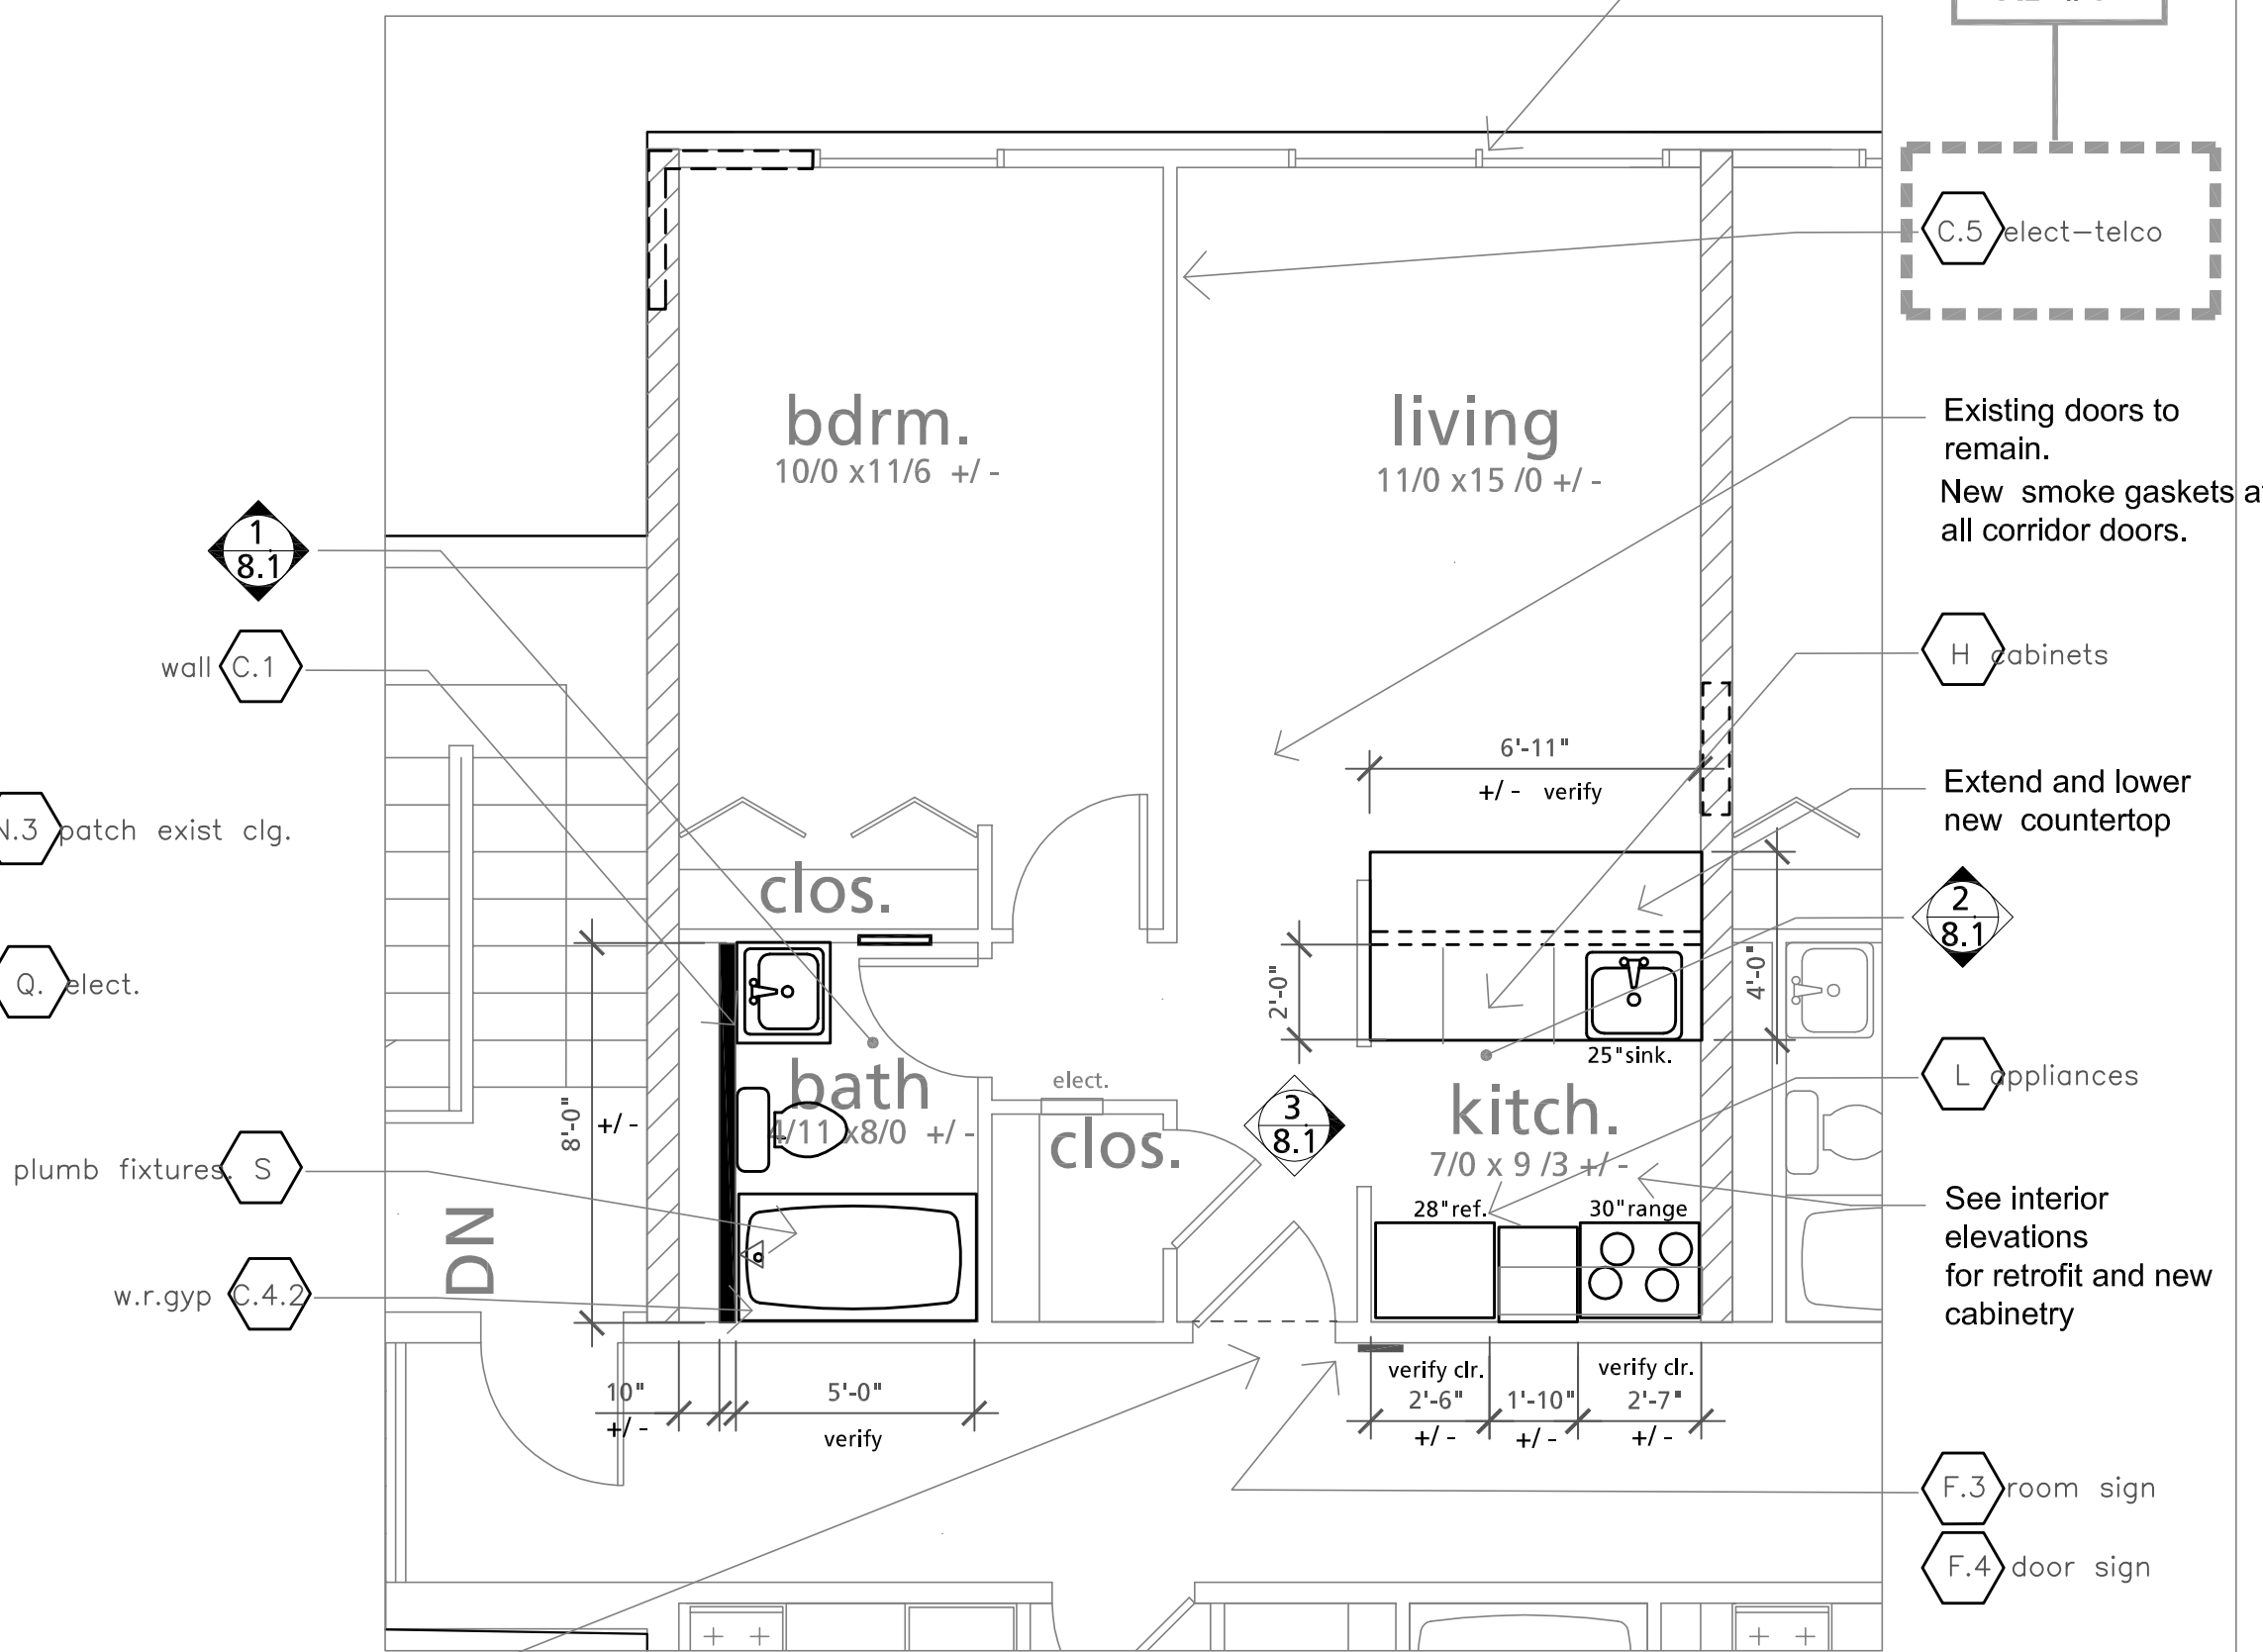 C.5 elect-telco
bdrm.
10/0 x11/6 +/ -
living
11/0 x15 /0 +/ -
Existing doors to
remain.
New smoke gaskets at
all corridor doors.
1
8.1
wall C.1
H cabinets
6'-11"
+/ - verify
Extend and lower
new countertop
N.3 patch exist clg.
clos.
2
8.1
Q. elect.
2'-0"
4'-0"
25"sink.
bath
4/11 x8/0 +/ -
8'-0"
+/ -
elect.
clos.
3
8.1
kitch.
7/0 x 9 /3 +/ -
L appliances
plumb fixtures. S
28"ref.
30"range
See interior
elevations
for retrofit and new
cabinetry
DN
w.r.gyp C.4.2
10"
+/ -
5'-0"
verify
verify clr.
2'-6"
+/ -
1'-10"
+/ -
verify clr.
2'-7"
+/ -
F.3 room sign
F.4 door sign